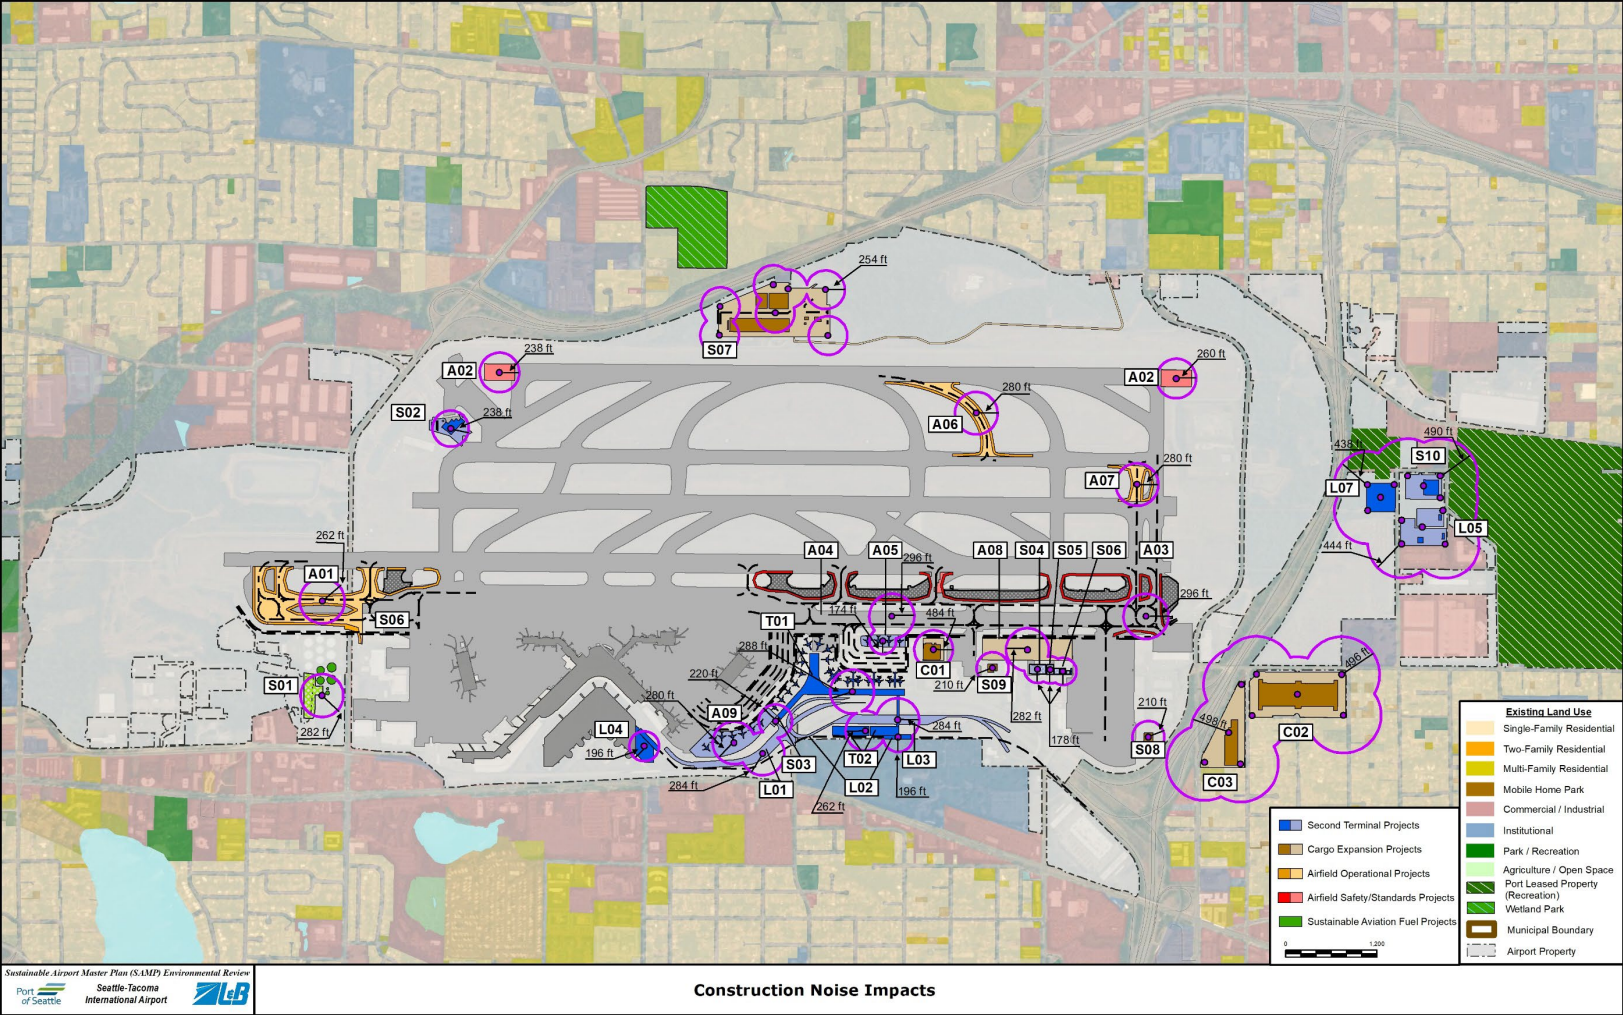 254 ft
S07
A02
238 ft
A02
260 ft
S02
238 ft
280 ft
A06
438 ft
490 ft
S10
280 ft
A07
L07
L05
444 ft
262 ft
A01
S06
A04
A05
296 ft
A08
S04
S05
S06
A03
296 ft
174 ft
484 ft
T01
288 ft
C01
220 ft
210 ft
S09
S01
282 ft
280 ft
A09
L04
196 ft
284 ft
282 ft
178 ft
210 ft
S08
496 ft
498 ft
C02
C03
S03
T02
L03
284 ft
L01
L02
196 ft
262 ft
Existing Land Use
Single-Family Residential
Two-Family Residential
Multi-Family Residential
Mobile Home Park
Commercial / Industrial
Institutional
Park / Recreation
Agriculture / Open Space
Port Leased Property
(Recreation)
Wetland Park
Municipal Boundary
Airport Property
Second Terminal Projects
Cargo Expansion Projects
Airfield Operational Projects
Airfield Safety/Standards Projects
Sustainable Aviation Fuel Projects
0 1,200
Sustainable Airport Master Plan (SAMP) Environmental Review
Port
of Seattle
Seattle-Tacoma
International Airport
L&B
Construction Noise Impacts